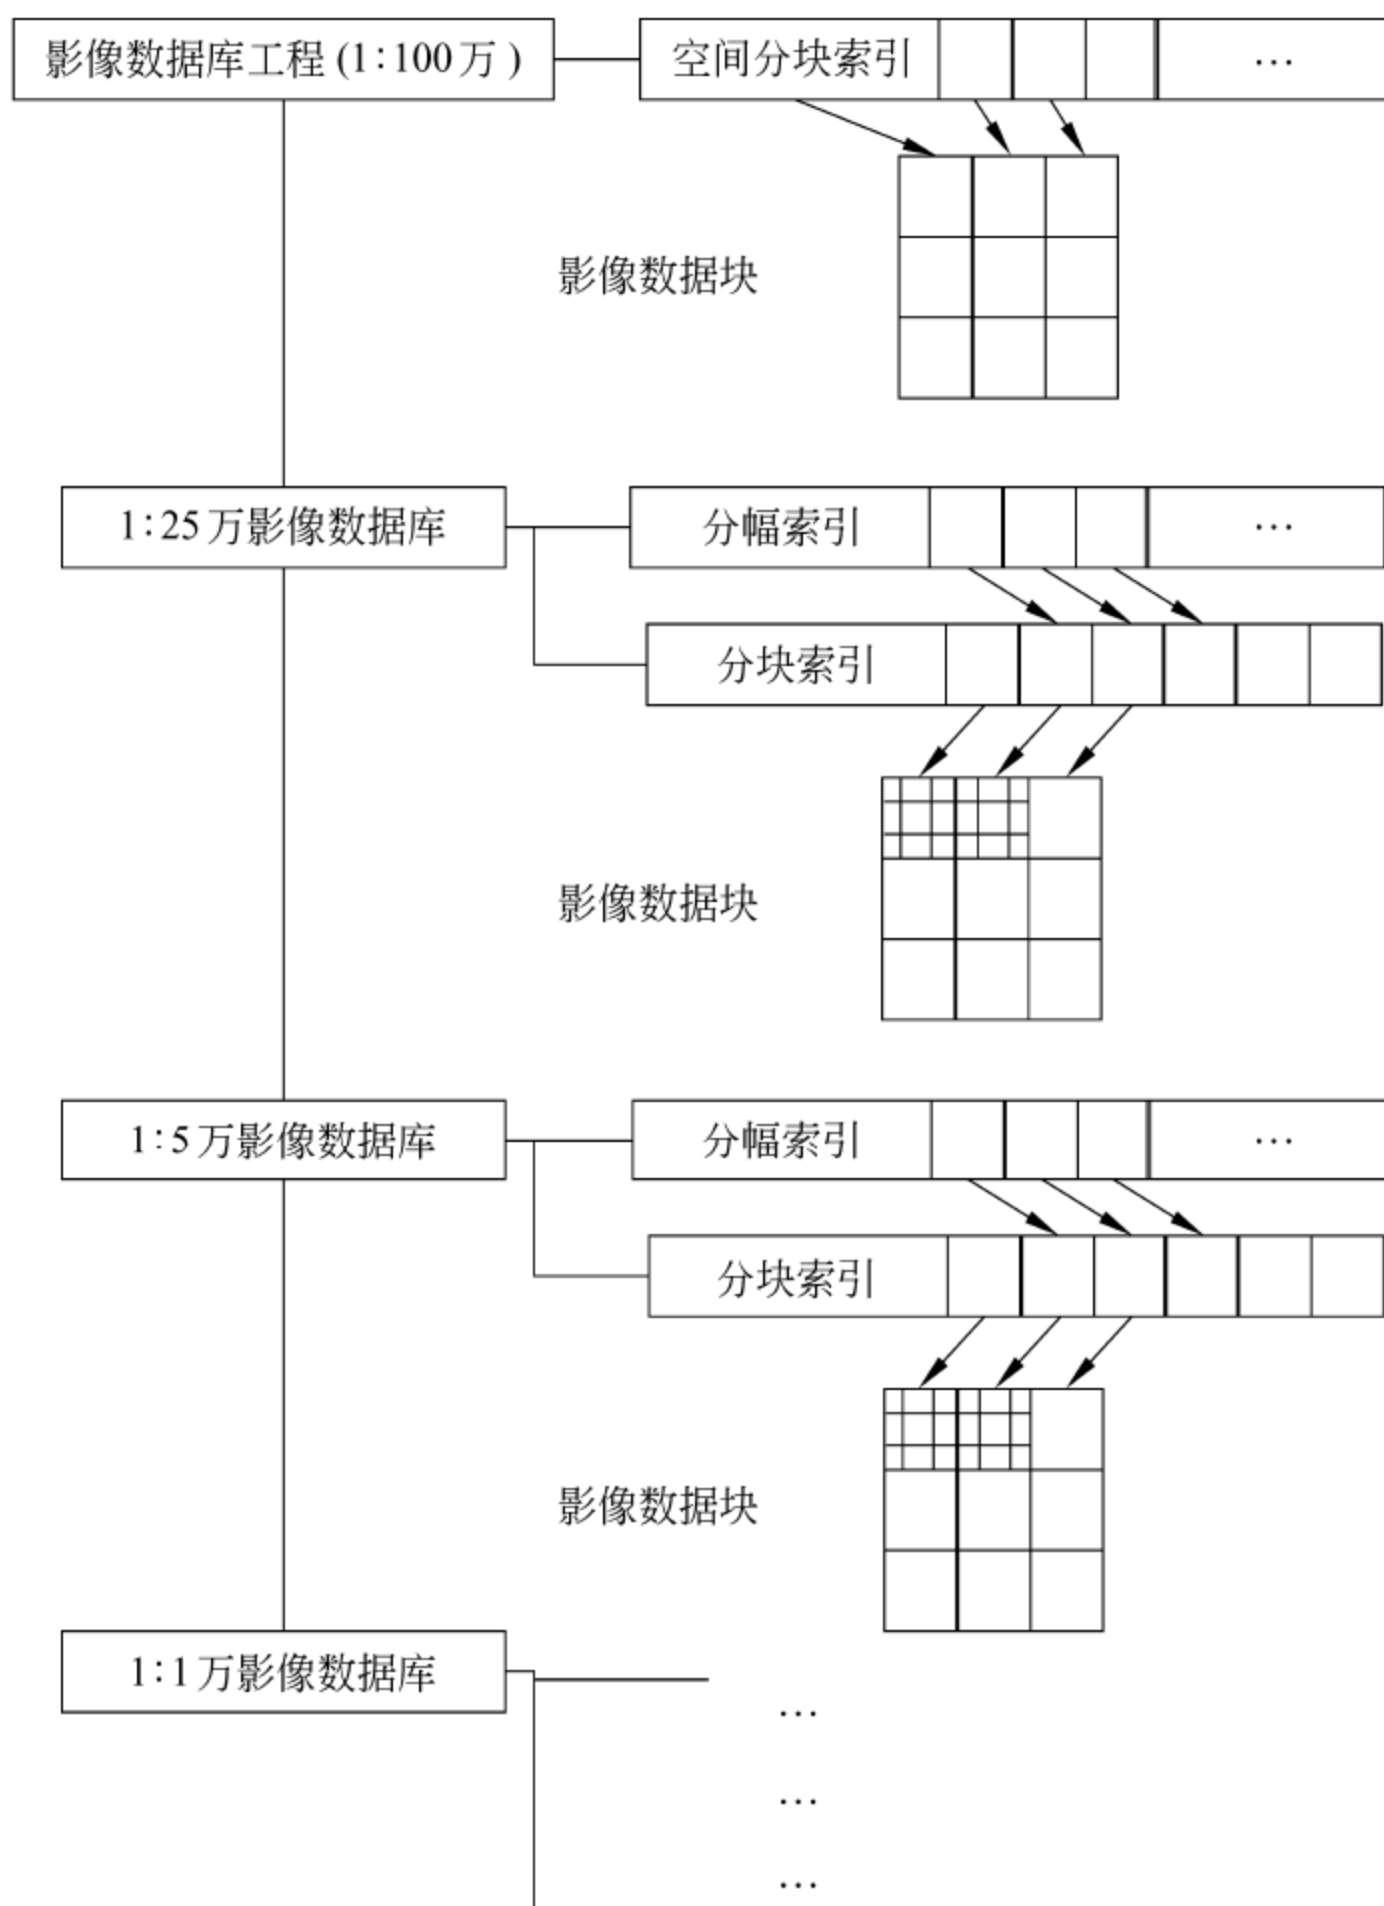 影像数据库工程 (1∶100万 )
空间分块索引
…
影像数据块
1∶25万影像数据库
分幅索引
…
分块索引
影像数据块
1∶5万影像数据库
分幅索引
…
分块索引
影像数据块
1∶1万影像数据库
…
…
…